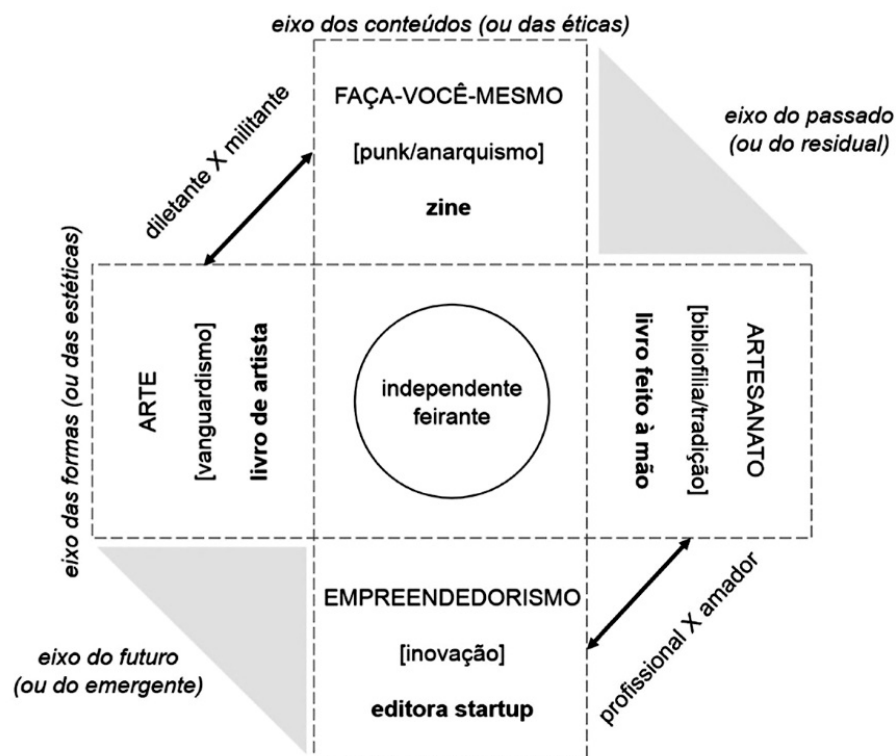 eixo dos conteúdos (ou das éticas)
FAÇA-VOCÊ-MESMO
[punk/anarquismo]
zine
diletante X militante
eixo do passado
(ou do residual)
eixo das formas (ou das estéticas)
ARTE
[vanguardismo]
livro de artista
independente
feirante
livro feito à mão
[bibliofilia/tradição]
ARTESANATO
EMPREENDEDORISMO
[inovação]
editora startup
eixo do futuro
(ou do emergente)
profissional X amador